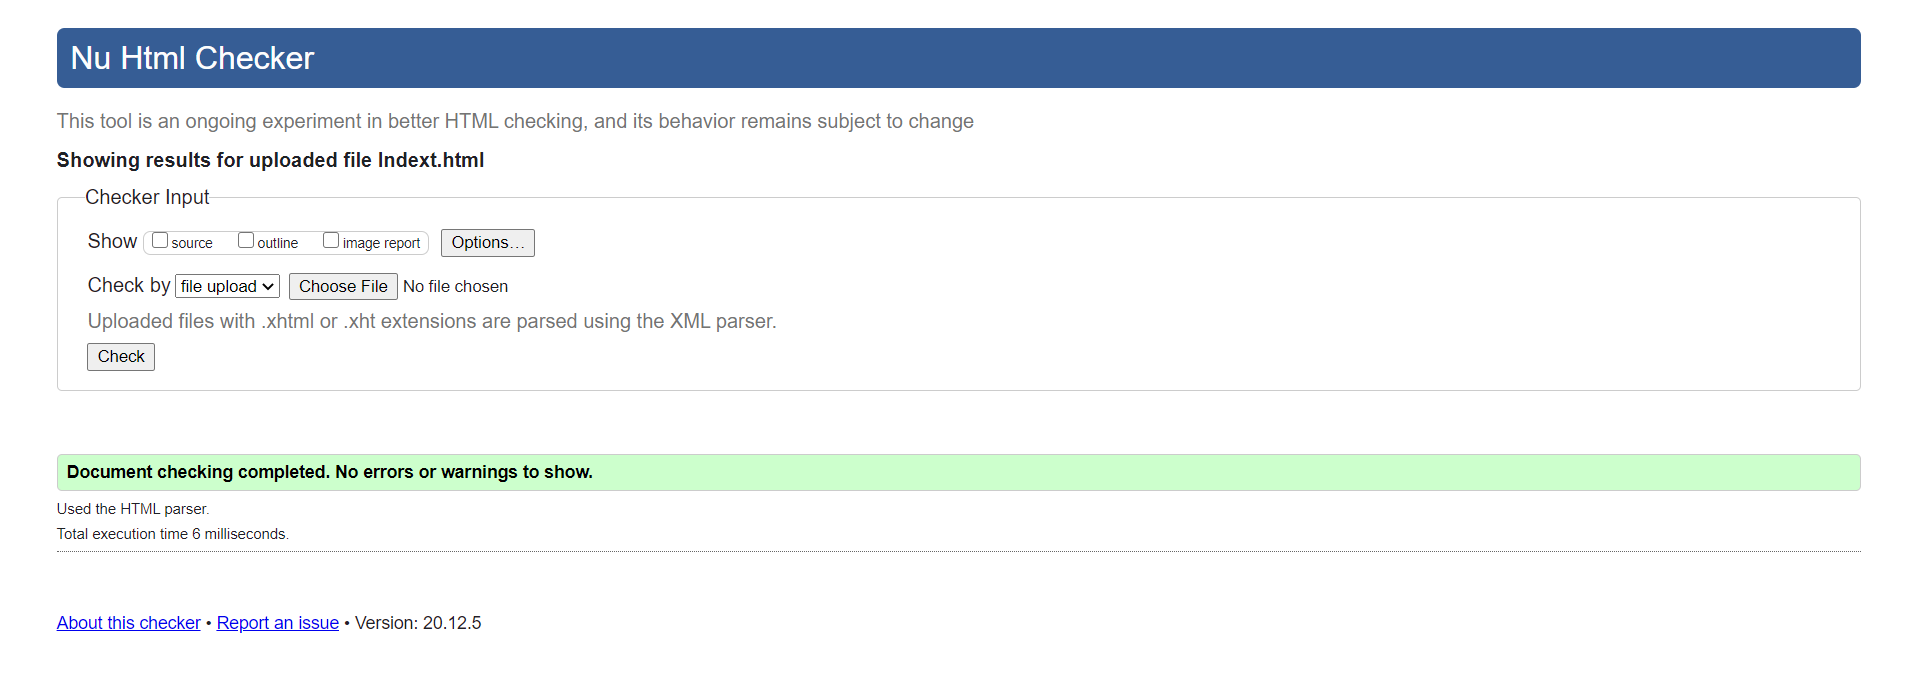 Nu Html Checker
This tool is an ongoing experiment in better HTML checking, and its behavior remains subject to change
Showing results for uploaded file Indext.html
Checker Input
Show source outline image report Options...
Check by file upload Choose File No file chosen
Uploaded files with .xhtml or .xht extensions are parsed using the XML parser.
Check
Document checking completed. No errors or warnings to show.
Used the HTML parser.
Total execution time 6 milliseconds.
About this checker • Report an issue • Version: 20.12.5